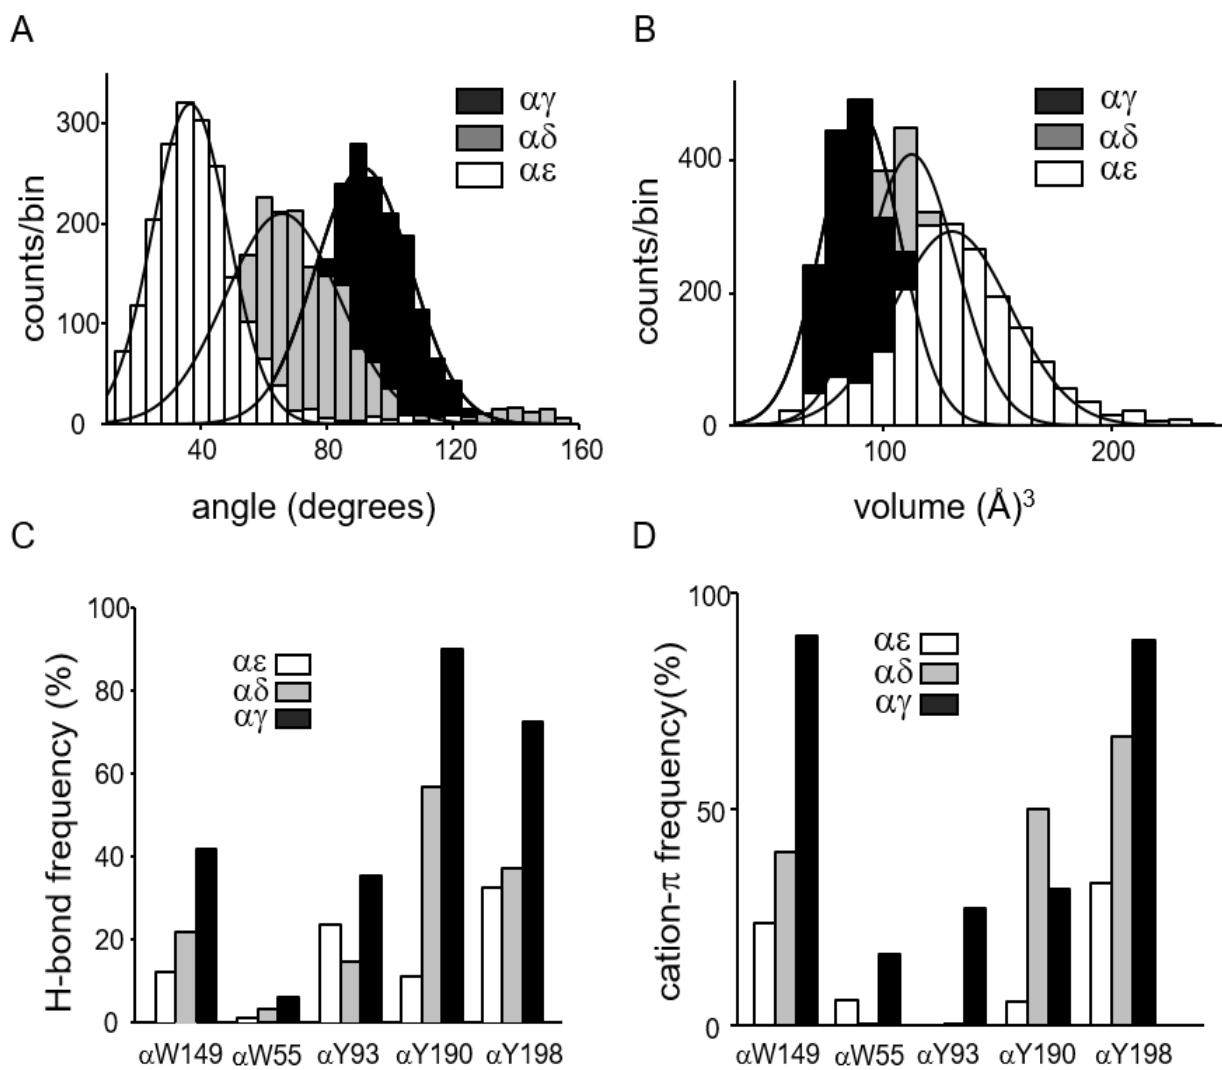 A
αγ
αδ
αε
counts/bin
300
200
100
0
40
80
120
160
angle (degrees)
B
αγ
αδ
αε
counts/bin
400
200
0
100
200
volume (Å)³
C
αε
αδ
αγ
H-bond frequency (%)
100
80
60
40
20
0
αW149
αW55
αY93
αY190
αY198
D
αε
αδ
αγ
cation-π frequency(%)
100
50
0
αW149
αW55
αY93
αY190
αY198